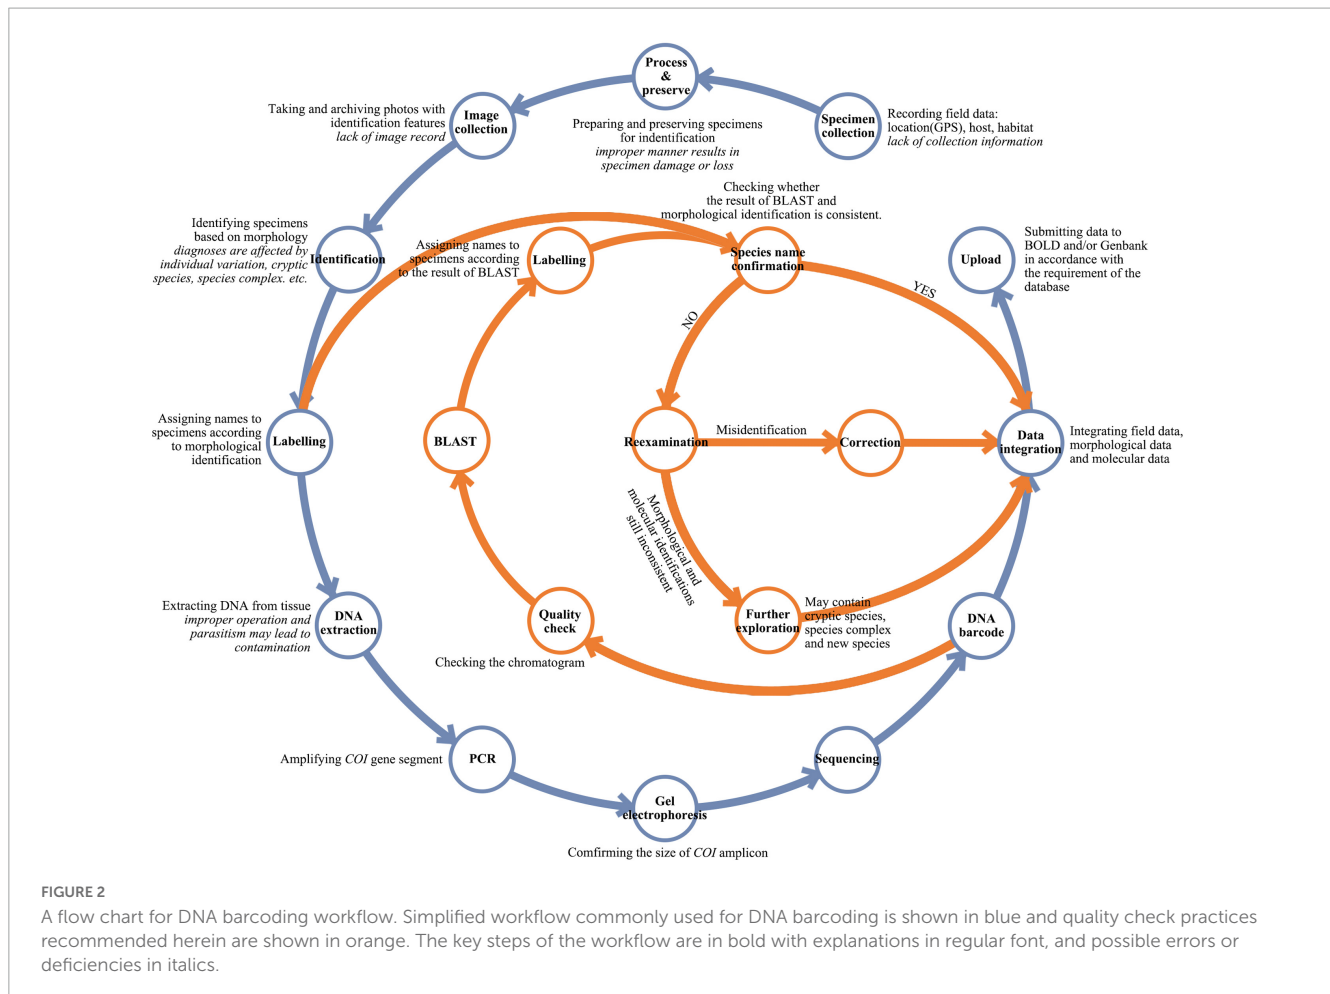 Process &
preserve
Preparing and preserving specimens
for indentification
improper manner results in
specimen damage or loss
Specimen
collection
Recording field data:
location(GPS), host, habitat
lack of collection information
Image
collection
Taking and archiving photos with
identification features
lack of image record
Identification
Identifying specimens
based on morphology
diagnoses are affected by
individual variation, cryptic
species, species complex. etc.
Labelling
Assigning names to
specimens according
to morphological
identification
DNA
extraction
Extracting DNA from tissue
improper operation and
parasitism may lead to
contamination
PCR
Amplifying COI gene segment
Gel
electrophoresis
Comfirming the size of COI amplicon
Sequencing
DNA
barcode
Quality
check
Checking the chromatogram
BLAST
Labelling
Assigning names to
specimens according
to the result of BLAST
Species name
confirmation
Checking whether
the result of BLAST and
morphological identification is consistent.
YES
NO
Reexamination
Misidentification
Correction
Morphological and
molecular identifications
still inconsistent
Further
exploration
May contain
cryptic species,
species complex
and new species
Data
integration
Integrating field data,
morphological data
and molecular data
Upload
Submitting data to
BOLD and/or Genbank
in accordance with
the requirement of the
database
FIGURE 2
A flow chart for DNA barcoding workflow. Simplified workflow commonly used for DNA barcoding is shown in blue and quality check practices
recommended herein are shown in orange. The key steps of the workflow are in bold with explanations in regular font, and possible errors or
deficiencies in italics.